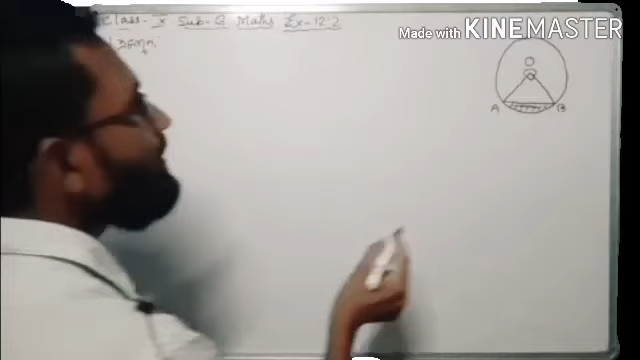 Class - X Sub - G Maths Ex - 12.2
Made with KINEMASTER
O
A B